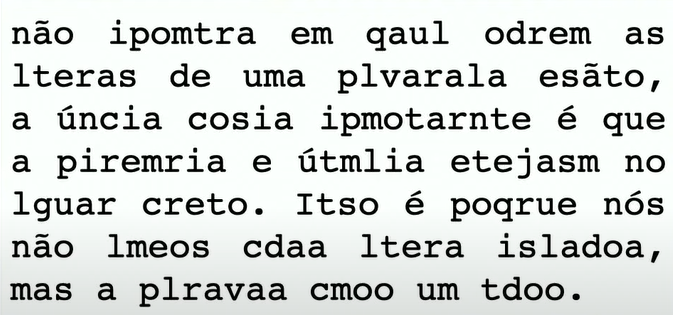 não ipomtra em qaul odrem as
lteras de uma plvarala esãto,
a úncia cosia ipmotarnte é que
a piremria e útmlia etejasm no
lguar creto. Itso é poqrue nós
não lmeos cdaa ltera isladoa,
mas a plravaa cmoo um tdoo.